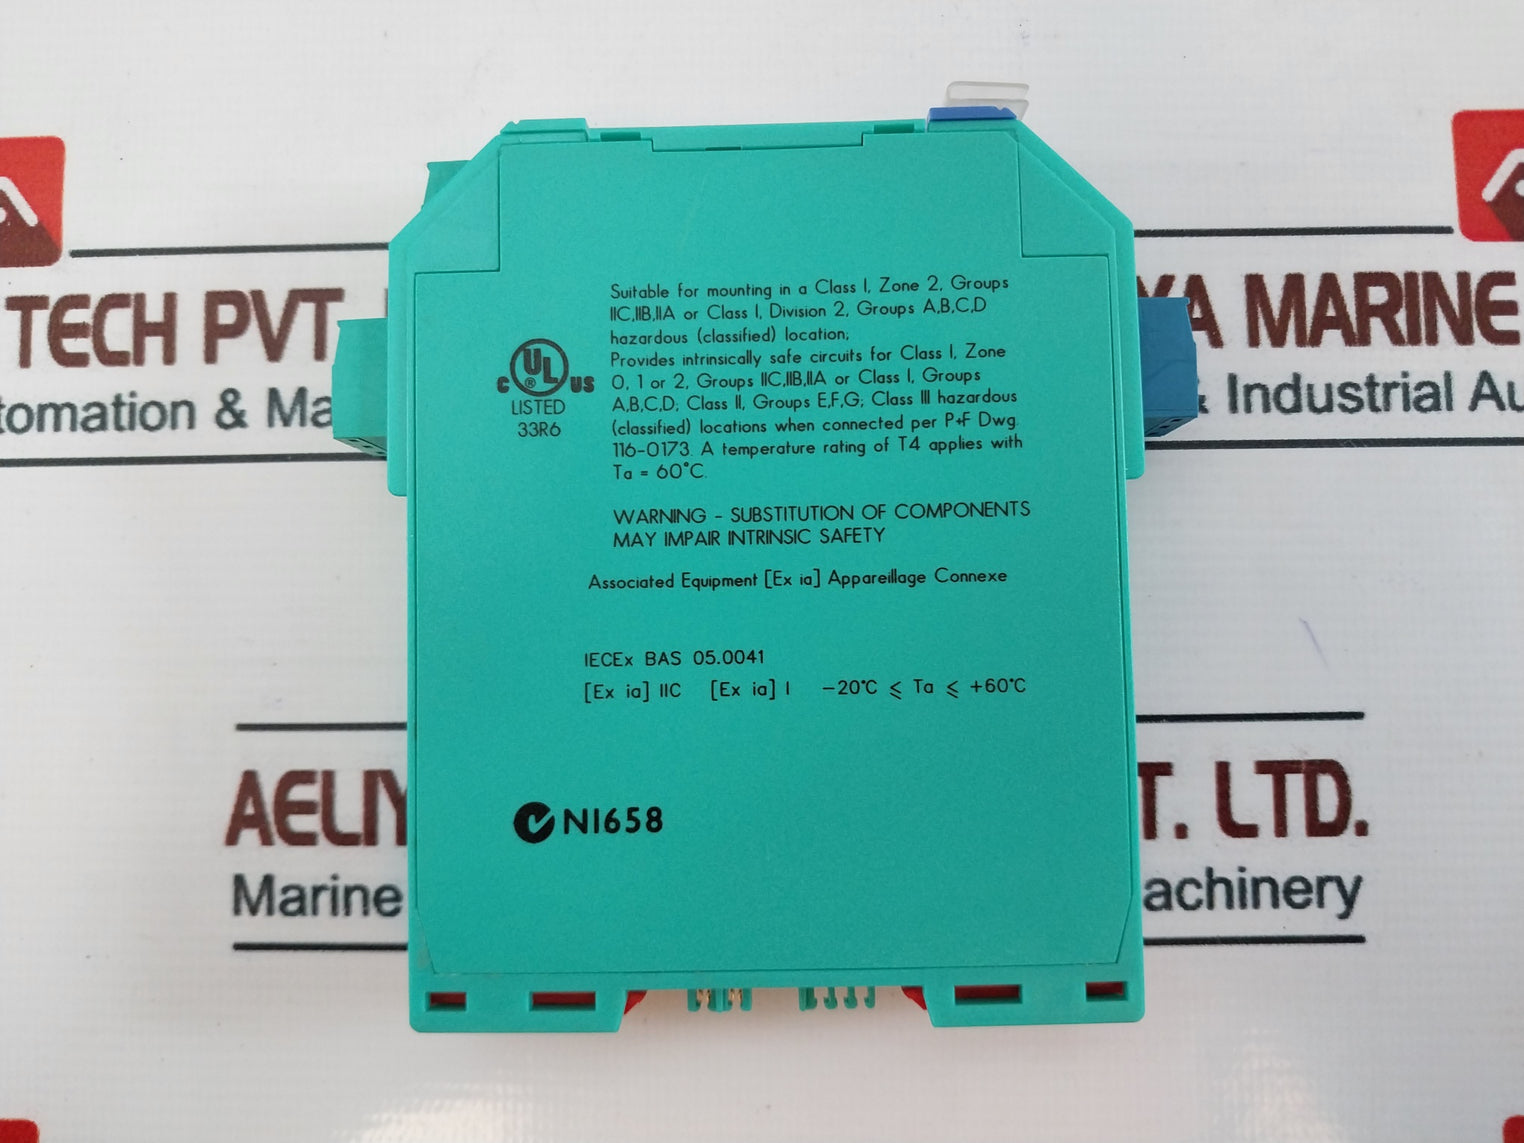 TECH PVT
YA MARINE
tomation & Ma
& Industrial Au
Suitable for mounting in a Class I, Zone 2, Groups
IIC,IIB,IIA or Class I, Division 2, Groups A,B,C,D
hazardous (classified) location;
Provides intrinsically safe circuits for Class I, Zone
0, 1 or 2, Groups IIC,IIB,IIA or Class I, Groups
A,B,C,D; Class II, Groups E,F,G; Class III hazardous
(classified) locations when connected per P+F Dwg.
116-0173. A temperature rating of T4 applies with
Ta = 60°C.
C UL ® US
LISTED
33R6
WARNING - SUBSTITUTION OF COMPONENTS
MAY IMPAIR INTRINSIC SAFETY
Associated Equipment [Ex ia] Appareillage Connexe
IECEx BAS 05.0041
[Ex ia] IIC [Ex ia] I -20°C ≤ Ta ≤ +60°C
N1658
AELIY
T. LTD.
Marine
achinery